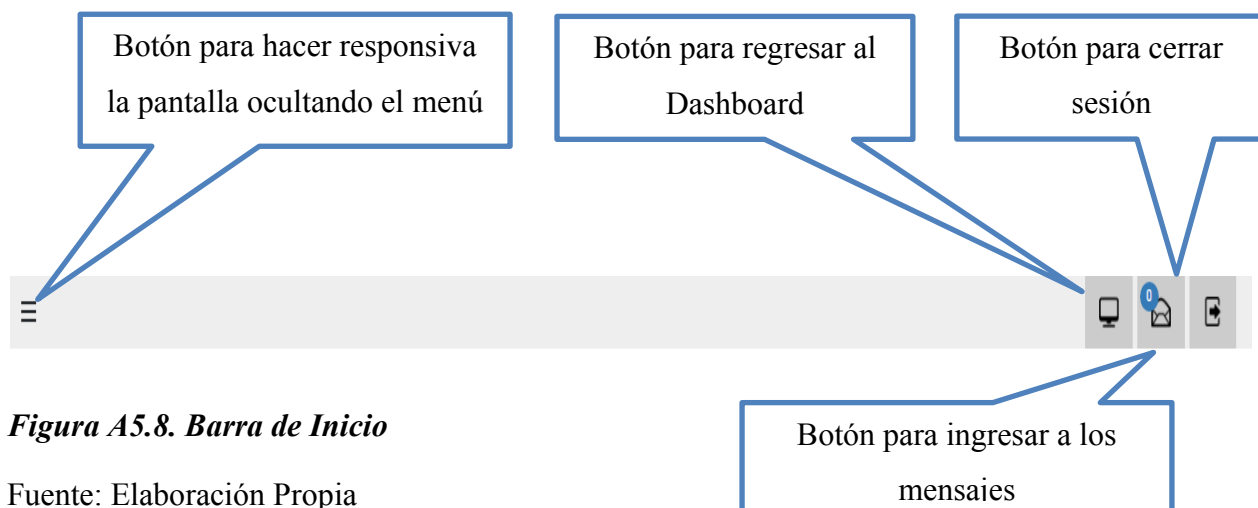 Botón para hacer responsiva
la pantalla ocultando el menú
Botón para regresar al
Dashboard
Botón para cerrar
sesión
0
Figura A5.8. Barra de Inicio
Fuente: Elaboración Propia
Botón para ingresar a los
mensajes